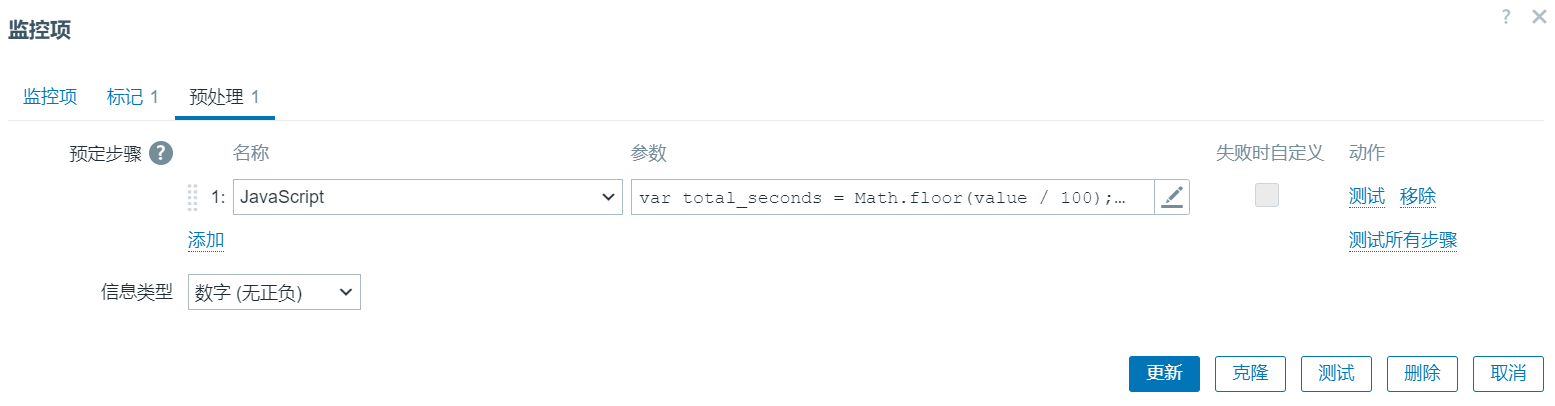 监控项
? ×
监控项 标记 1 预处理 1
预定步骤 ? 名称 参数 失败时自定义 动作
1: JavaScript var total_seconds = Math.floor(value / 100);… 测试 移除
添加 测试所有步骤
信息类型 数字 (无正负)
更新 克隆 测试 删除 取消